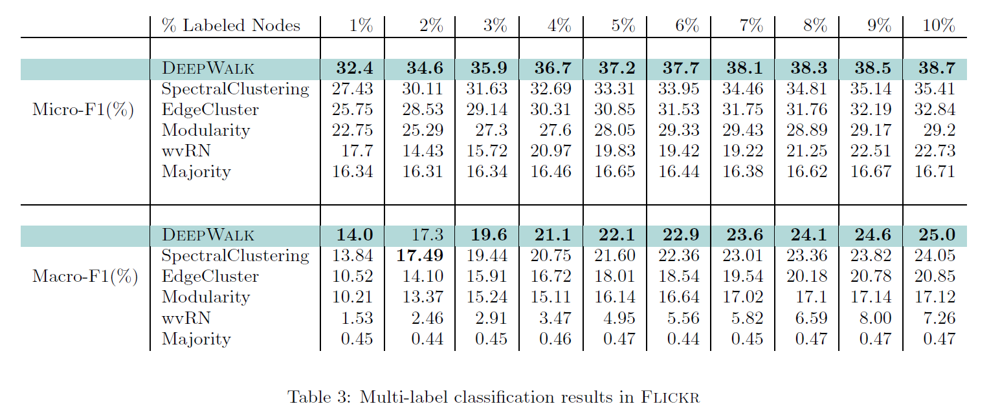 % Labeled Nodes 1% 2% 3% 4% 5% 6% 7% 8% 9% 10%
DEEPWALK 32.4 34.6 35.9 36.7 37.2 37.7 38.1 38.3 38.5 38.7
SpectralClustering 27.43 30.11 31.63 32.69 33.31 33.95 34.46 34.81 35.14 35.41
Micro-F1(%) EdgeCluster 25.75 28.53 29.14 30.31 30.85 31.53 31.75 31.76 32.19 32.84
Modularity 22.75 25.29 27.3 27.6 28.05 29.33 29.43 28.89 29.17 29.2
wvRN 17.7 14.43 15.72 20.97 19.83 19.42 19.22 21.25 22.51 22.73
Majority 16.34 16.31 16.34 16.46 16.65 16.44 16.38 16.62 16.67 16.71
DEEPWALK 14.0 17.3 19.6 21.1 22.1 22.9 23.6 24.1 24.6 25.0
SpectralClustering 13.84 17.49 19.44 20.75 21.60 22.36 23.01 23.36 23.82 24.05
Macro-F1(%) EdgeCluster 10.52 14.10 15.91 16.72 18.01 18.54 19.54 20.18 20.78 20.85
Modularity 10.21 13.37 15.24 15.11 16.14 16.64 17.02 17.1 17.14 17.12
wvRN 1.53 2.46 2.91 3.47 4.95 5.56 5.82 6.59 8.00 7.26
Majority 0.45 0.44 0.45 0.46 0.47 0.44 0.45 0.47 0.47 0.47
Table 3: Multi-label classification results in FLICKR